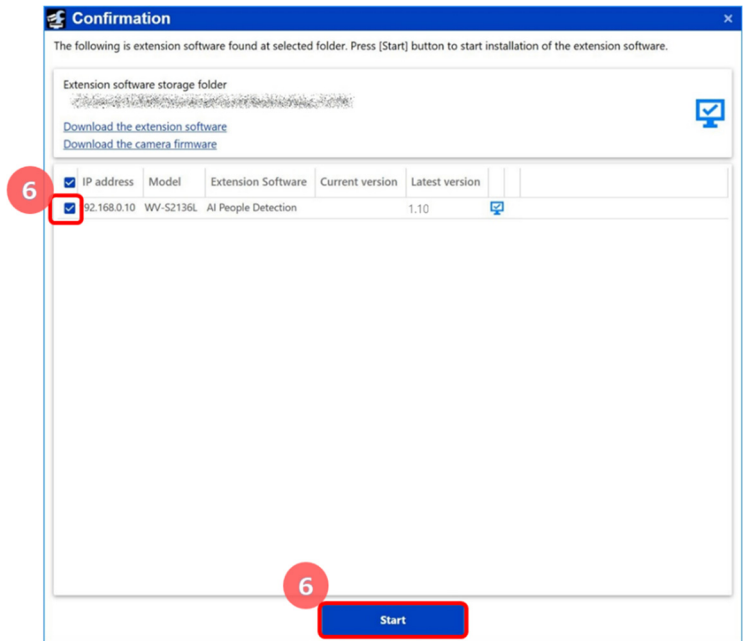 Confirmation
The following is extension software found at selected folder. Press [Start] button to start installation of the extension software.
Extension software storage folder
Download the extension software
Download the camera firmware
IP address Model Extension Software Current version Latest version
6
92.168.0.10 WV-S2136L AI People Detection 1.10
6
Start